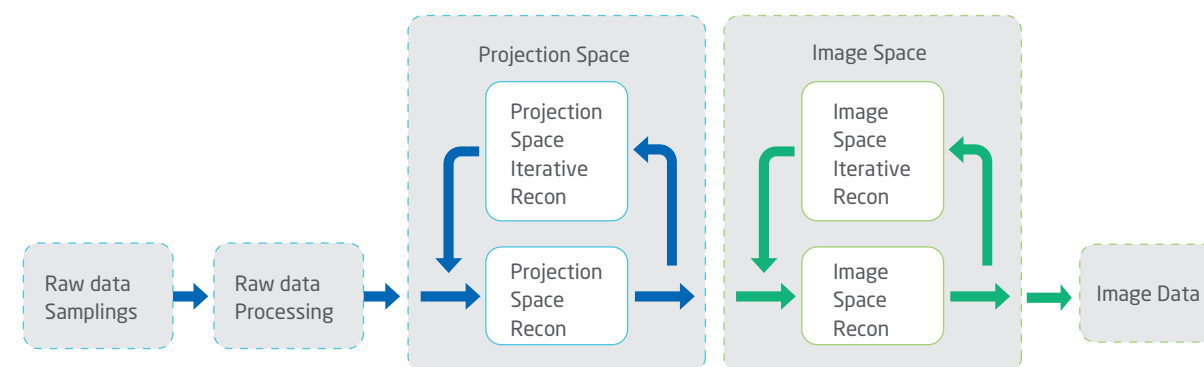 Projection Space
Projection
Space
Iterative
Recon
Projection
Space
Recon
Image Space
Image
Space
Iterative
Recon
Image
Space
Recon
Raw data
Samplings
Raw data
Processing
Image Data